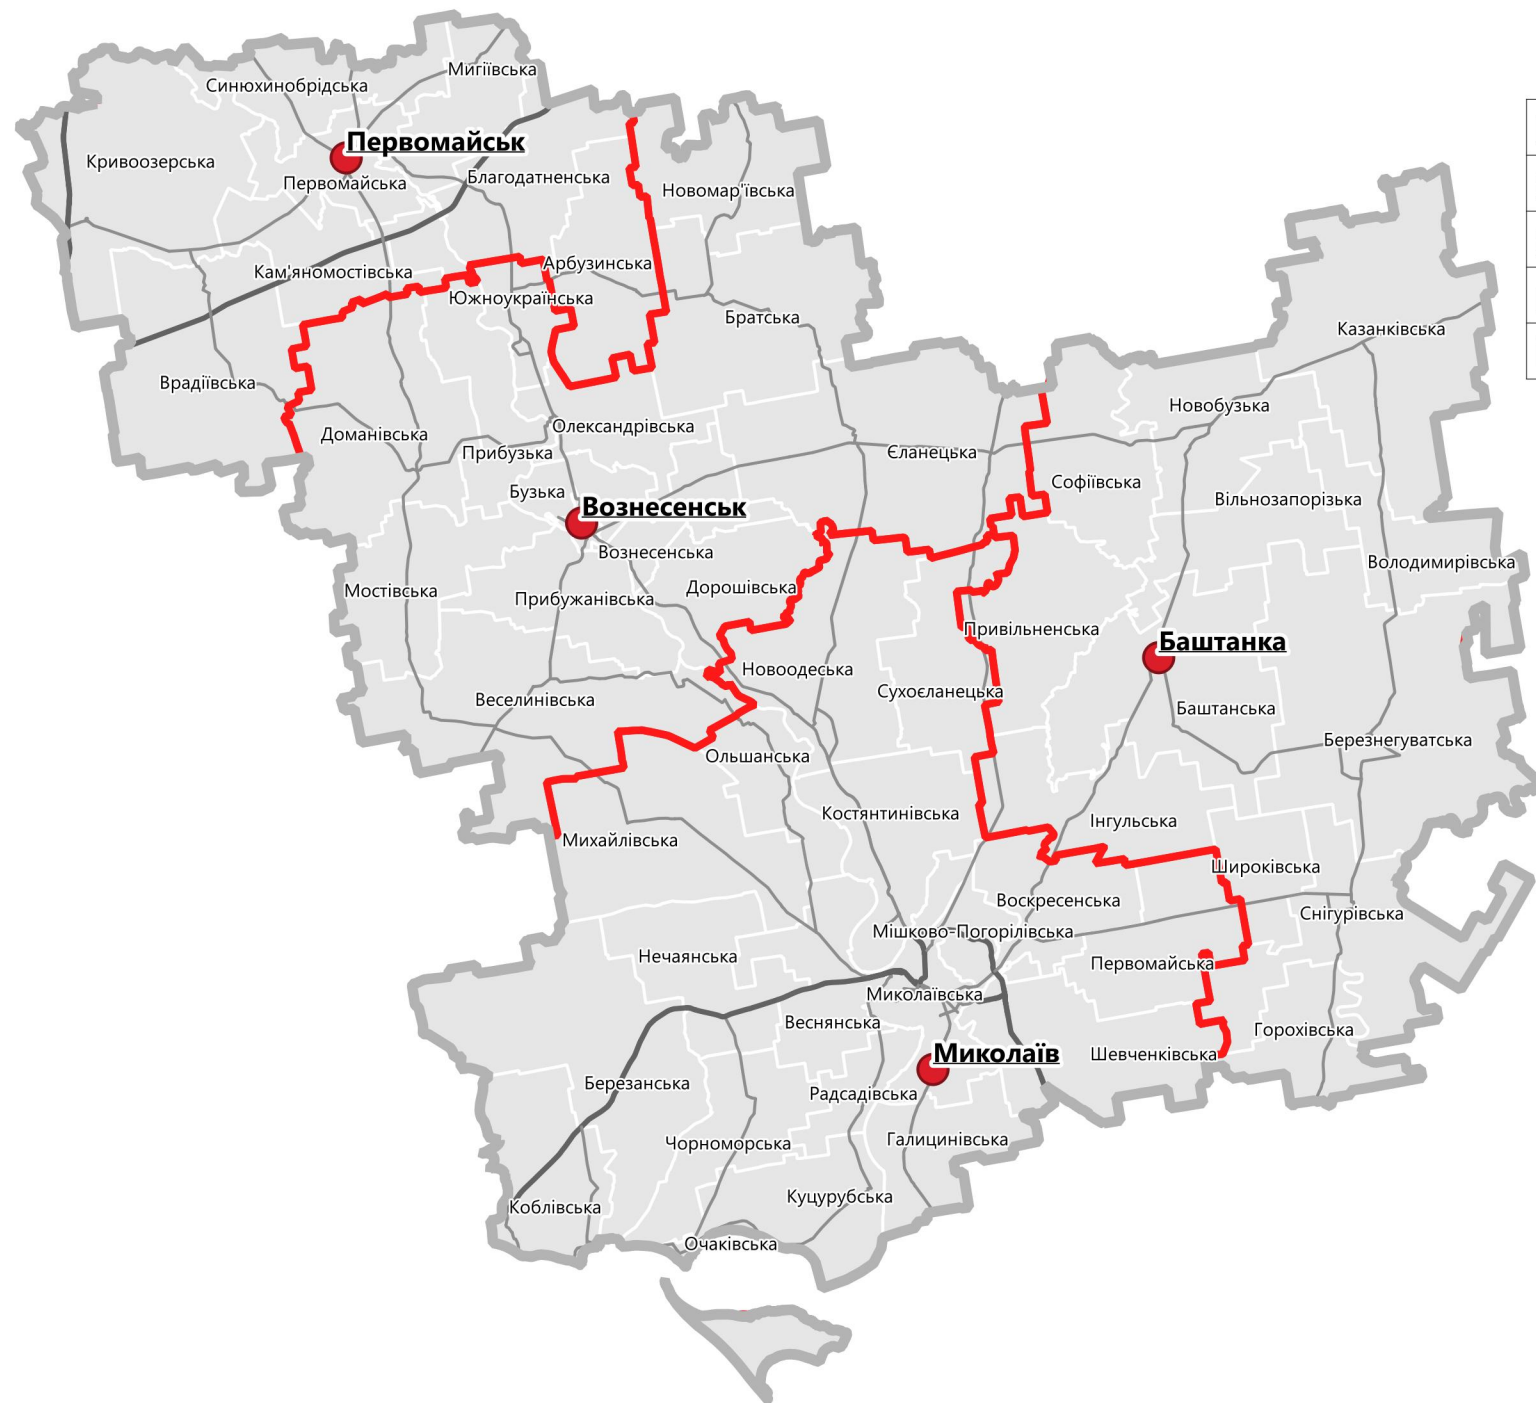 Мигіївська
Синюхинобрідська
Первомайськ
Кривоозерська
Первомайська
Благодатненська
Новомар'ївська
Кам'яномостівська
Арбузинська
Южноукраїнська
Братська
Казанківська
Врадіївська
Новобузька
Доманівська
Олександрівська
Прибузька
Єланецька
Софіївська
Бузька
Вільнозапорізька
Вознесенськ
Вознесенська
Володимирівська
Мостівська
Дорошівська
Прибужанівська
Привільненська
Баштанка
Новоодеська
Сухоєланецька
Веселинівська
Баштанська
Березнегуватська
Ольшанська
Костянтинівська
Інгульська
Михайлівська
Широківська
Воскресенська
Снігурівська
Мішково-Погорілівська
Нечаянська
Первомайська
Миколаївська
Веснянська
Горохівська
Миколаїв
Шевченківська
Березанська
Радсадівська
Галицинівська
Чорноморська
Куцурубська
Коблівська
Очаківська